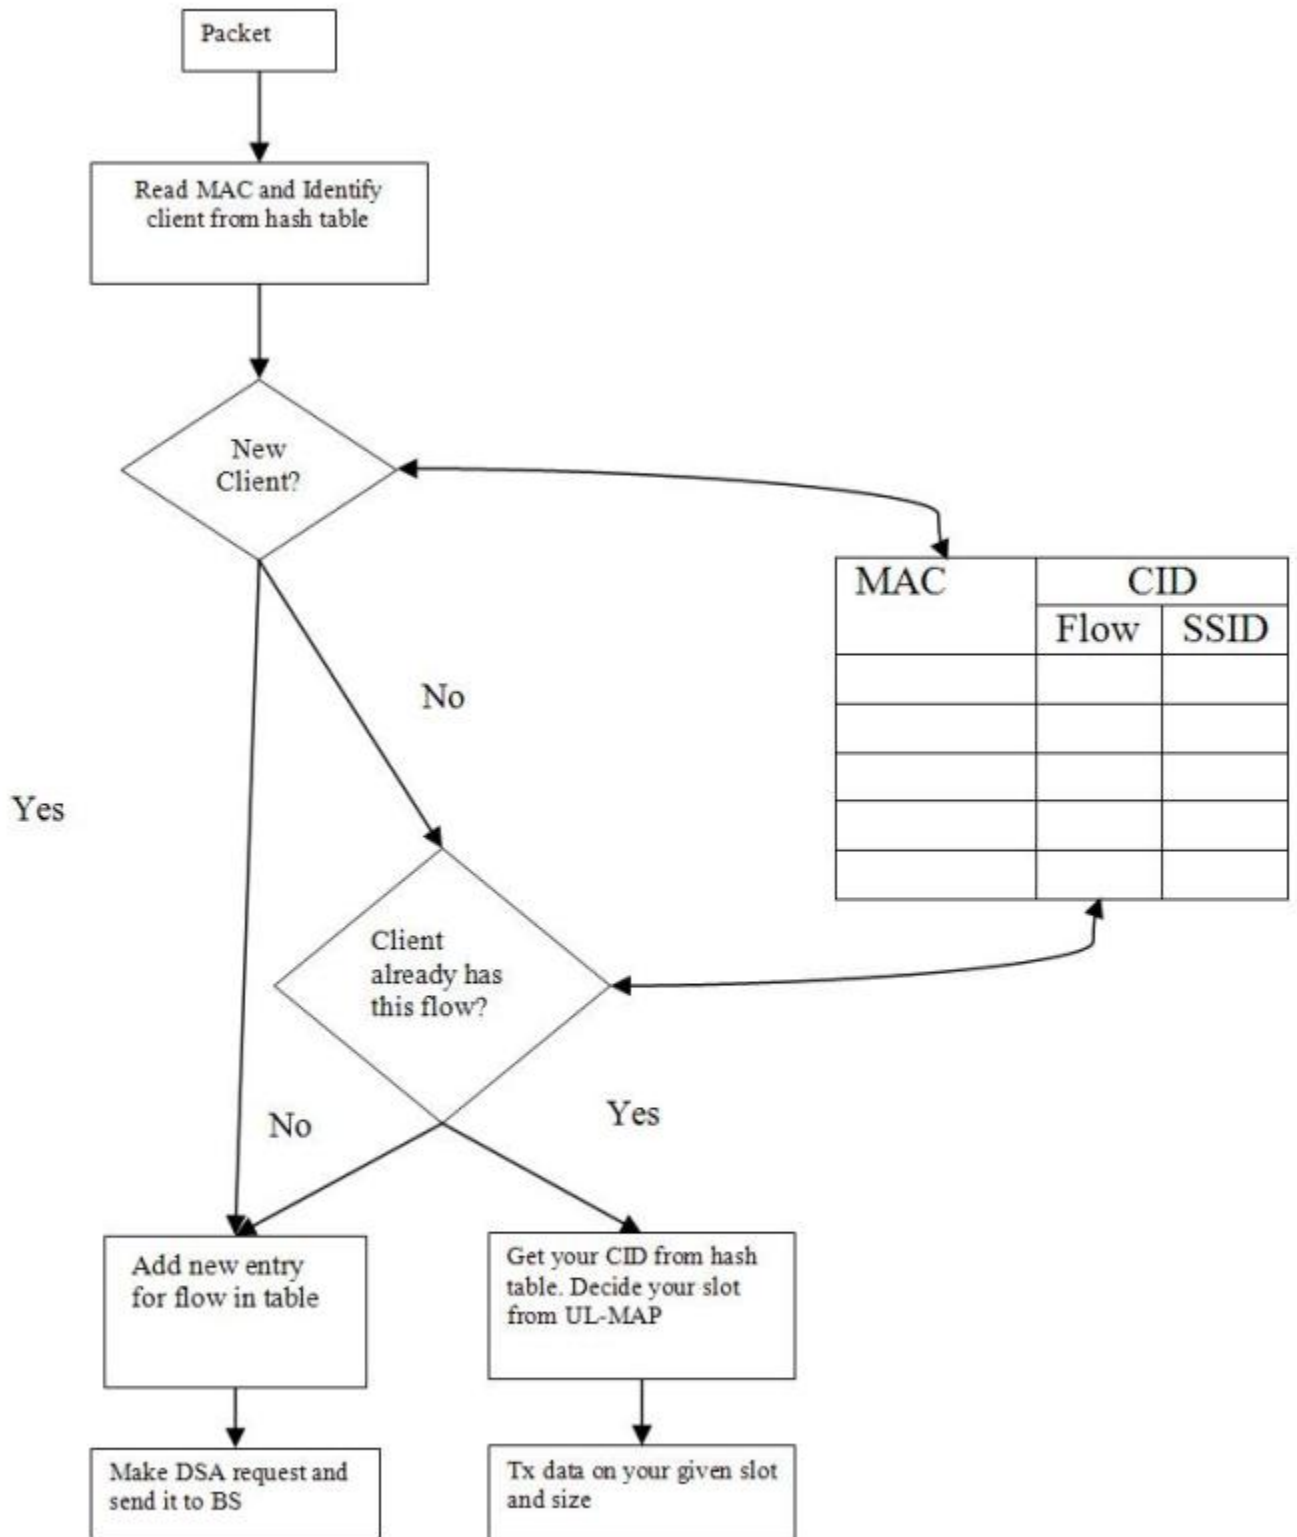 Packet
Read MAC and Identify
client from hash table
New
Client?
MAC
CID
Flow
SSID
No
Yes
Client
already has
this flow?
No
Yes
Add new entry
for flow in table
Get your CID from hash
table. Decide your slot
from UL-MAP
Make DSA request and
send it to BS
Tx data on your given slot
and size